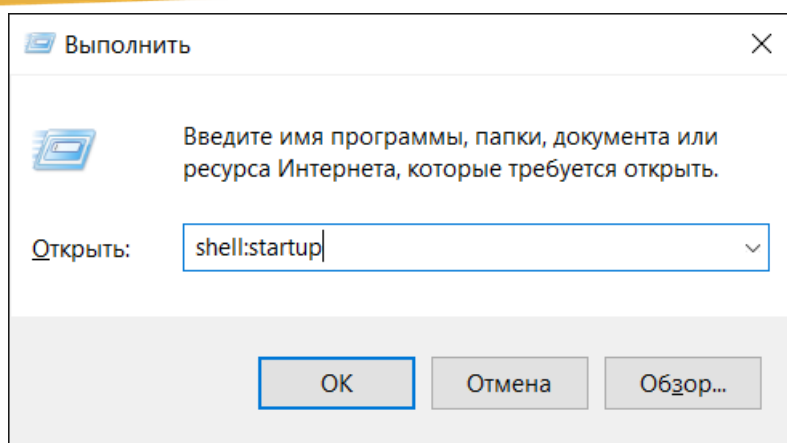 Выполнить
Введите имя программы, папки, документа или
ресурса Интернета, которые требуется открыть.
Открыть:
shell:startup
ОК
Отмена
Обзор...